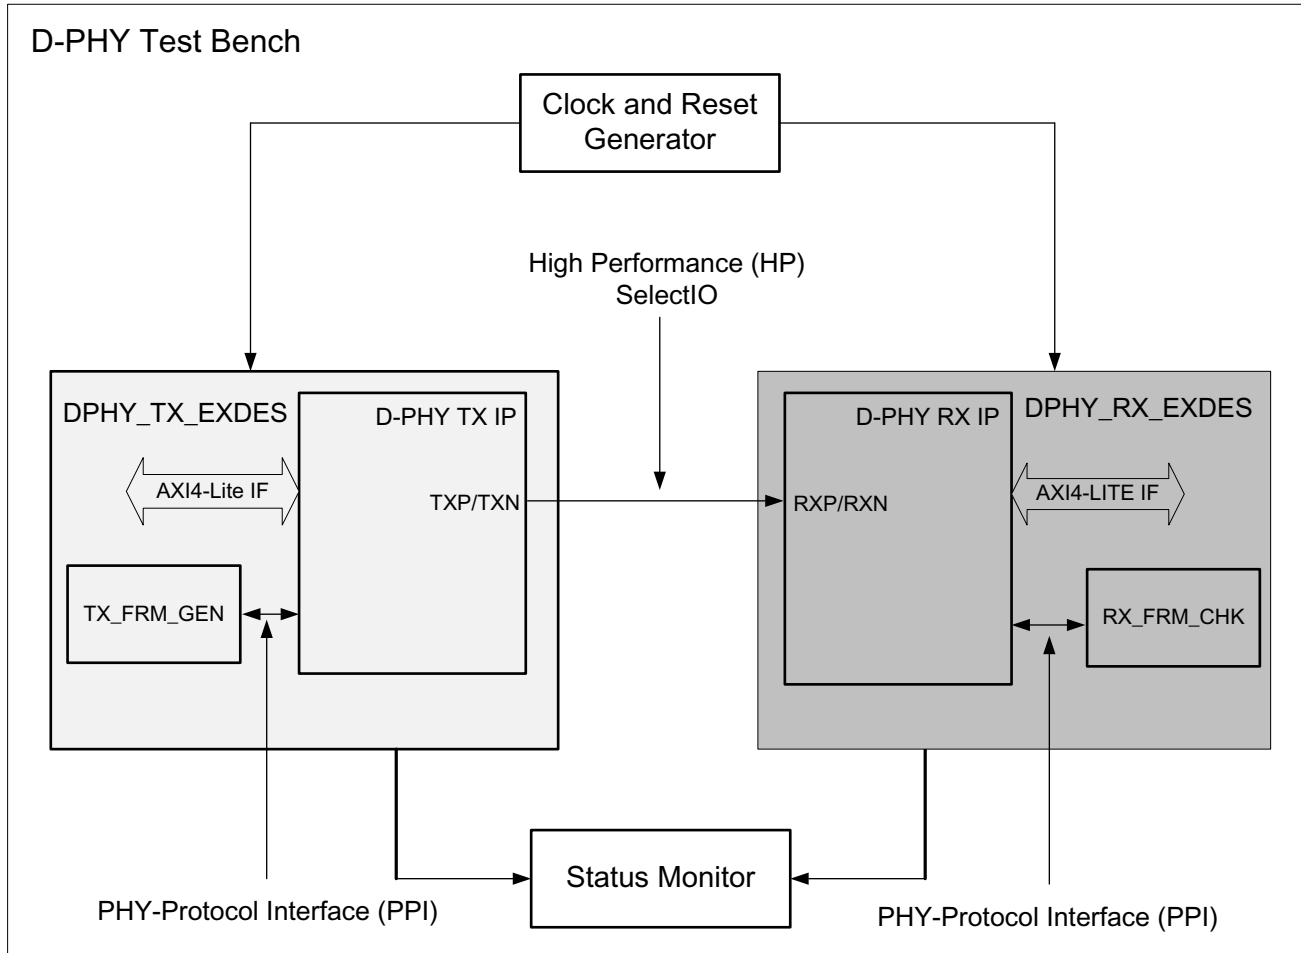 D-PHY Test Bench
Clock and Reset
Generator
High Performance (HP)
SelectIO
DPHY_TX_EXDES
D-PHY TX IP
AXI4-Lite IF
TXP/TXN
TX_FRM_GEN
D-PHY RX IP
DPHY_RX_EXDES
RXP/RXN
AXI4-LITE IF
RX_FRM_CHK
Status Monitor
PHY-Protocol Interface (PPI)
PHY-Protocol Interface (PPI)